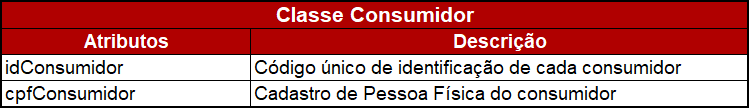 Classe Consumidor
Atributos Descrição
idConsumidor Código único de identificação de cada consumidor
cpfConsumidor Cadastro de Pessoa Física do consumidor